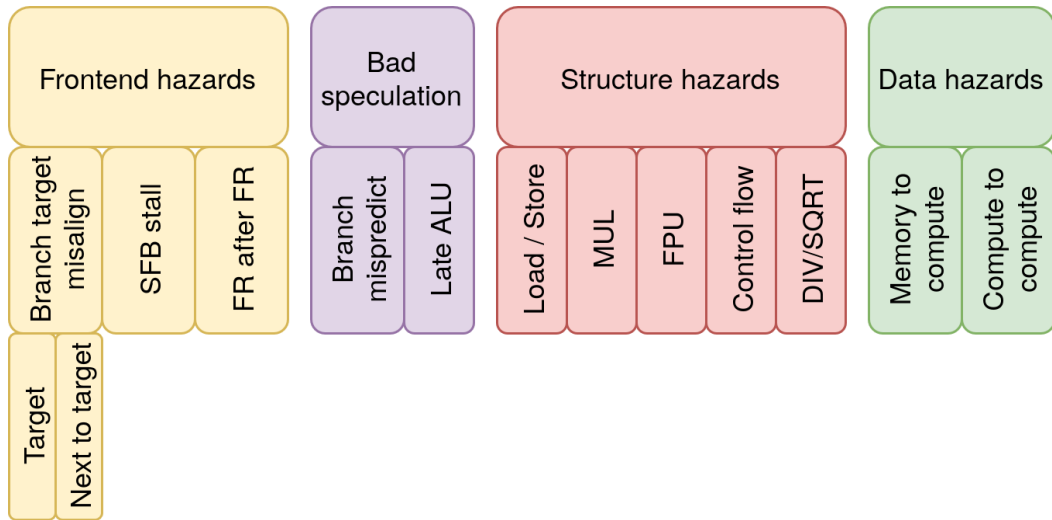 Frontend hazards
Bad
speculation
Structure hazards
Data hazards
Branch target
misalign
SFB stall
FR after FR
Branch
mispredict
Late ALU
Load / Store
MUL
FPU
Control flow
DIV/SQRT
Memory to
compute
Compute to
compute
Target
Next to target